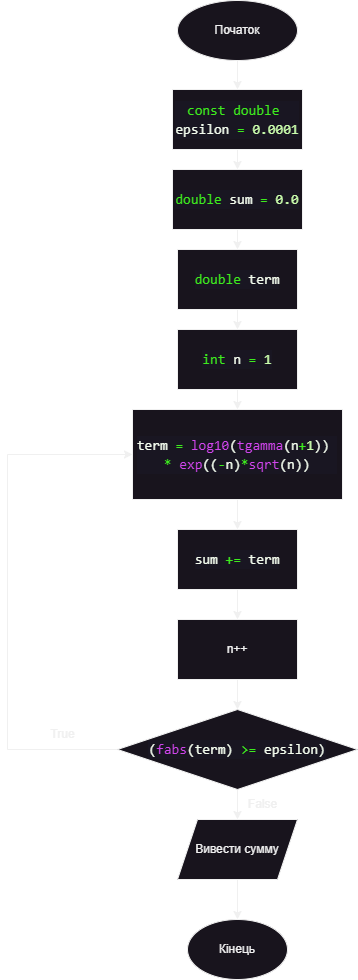 Початок
const double
epsilon = 0.0001
double sum = 0.0
double term
int n = 1
term = log10(tgamma(n+1))
* exp((-n)*sqrt(n))
sum += term
n++
(fabs(term) >= epsilon)
True
False
Вивести сумму
Кінець